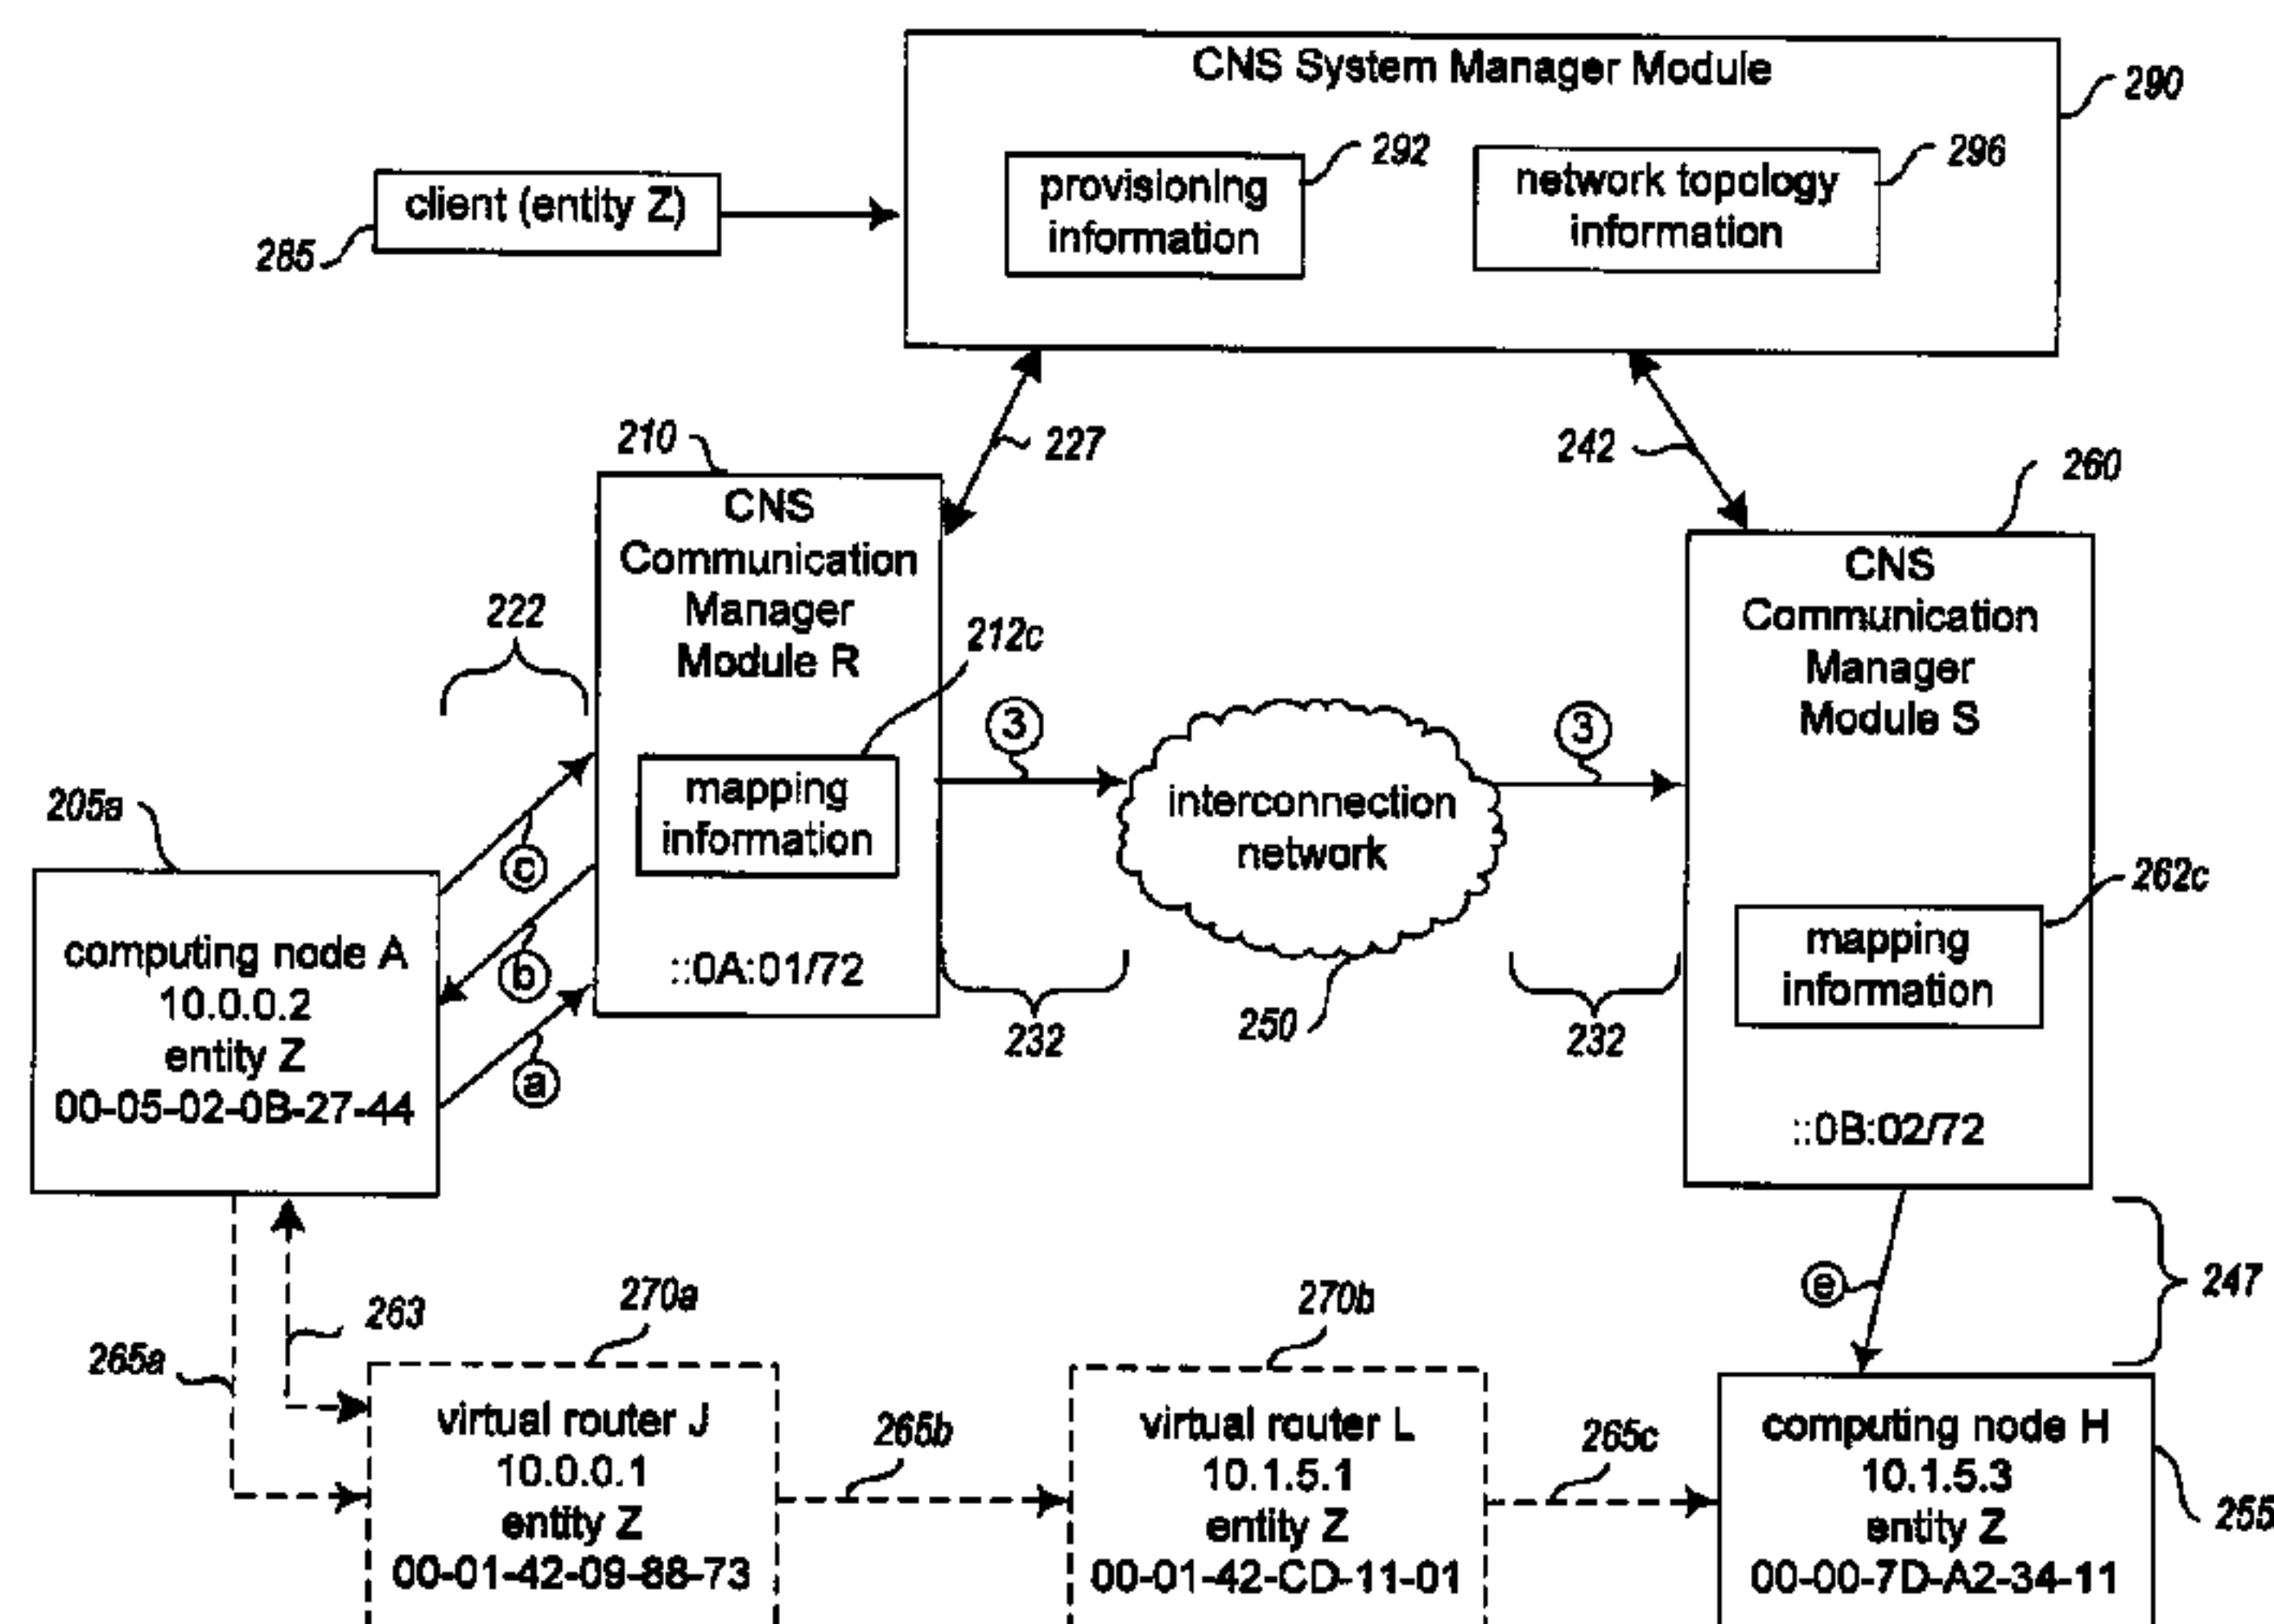 CNS System Manager Module
290
provisioning
information
292
network topology
information
296
client (entity Z)
285
227
242
210
CNS
Communication
Manager
Module R
212c
mapping
information
::0A:01/72
222
c
b
a
205a
computing node A
10.0.0.2
entity Z
00-05-02-0B-27-44
3
232
interconnection
network
250
3
232
260
CNS
Communication
Manager
Module S
262c
mapping
information
::0B:02/72
e
247
263
265a
270a
virtual router J
10.0.0.1
entity Z
00-01-42-09-88-73
265b
270b
virtual router L
10.1.5.1
entity Z
00-01-42-CD-11-01
265c
computing node H
10.1.5.3
entity Z
00-00-7D-A2-34-11
255